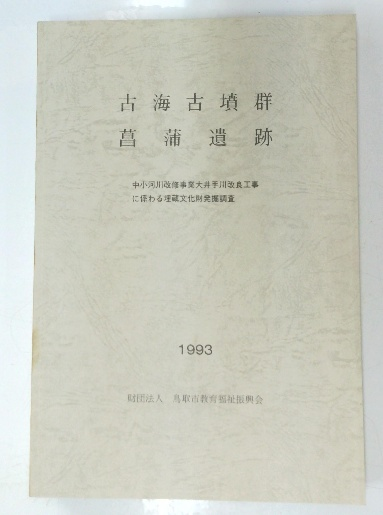 古海古墳群
菖蒲遺跡
中小河川改修事業大井手川改良工事
に係わる埋蔵文化財発掘調査
1993
財団法人 鳥取市教育福祉振興会